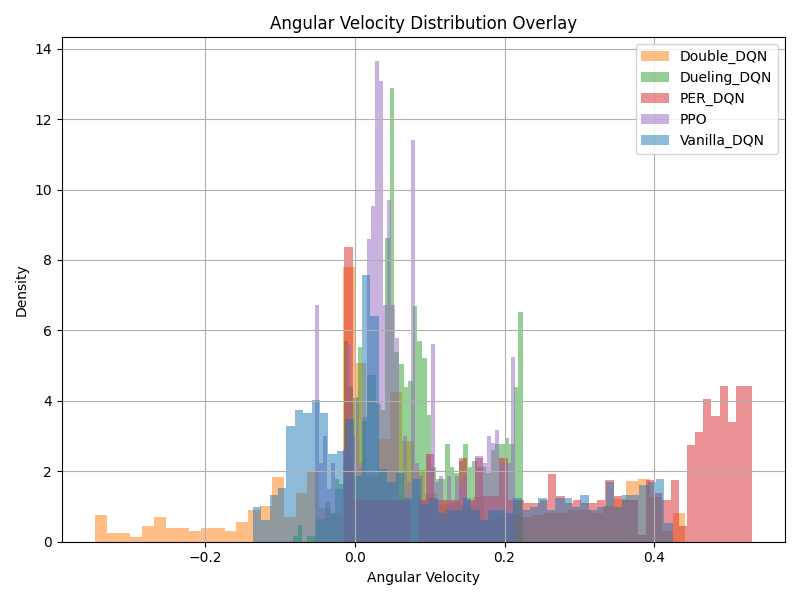 Angular Velocity Distribution Overlay
Double_DQN
Dueling_DQN
PER_DQN
PPO
Vanilla_DQN
14
12
10
8
6
4
2
0
Density
−0.2
0.0
0.2
0.4
Angular Velocity